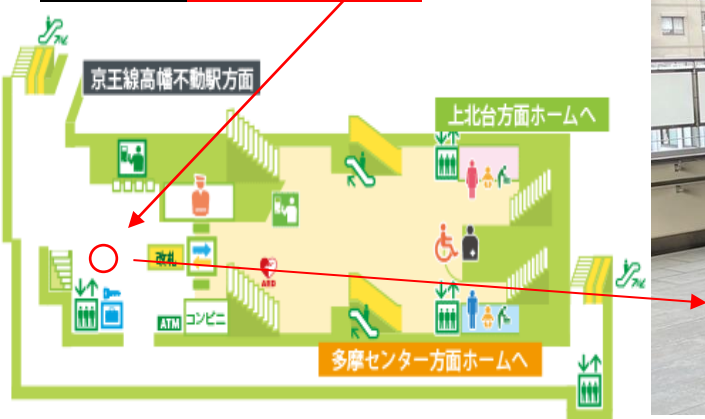 京王線高幡不動駅方面
上北台方面ホームへ
改札
AED
ATM
コンビニ
多摩センター方面ホームへ